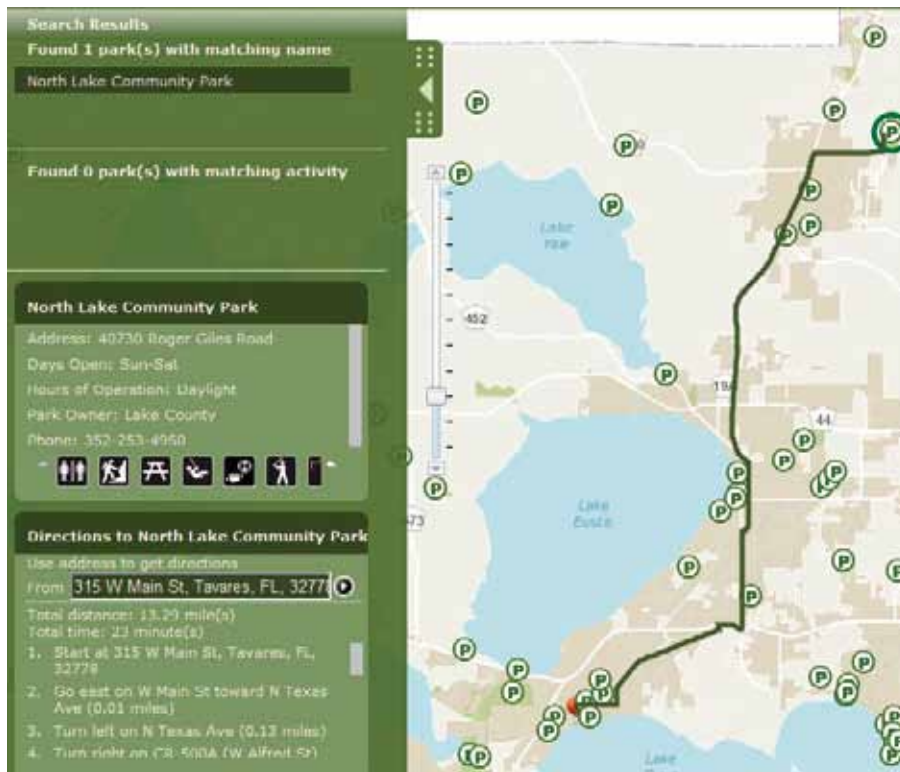 Search Results
Found 1 park(s) with matching name
North Lake Community Park
Found 0 park(s) with matching activity
North Lake Community Park
Address: 40730 Roger Giles Road
Days Open: Sun-Sat
Hours of Operation: Daylight
Park Owner: Lake County
Phone: 352-253-4950
Directions to North Lake Community Park
Use address to get directions
From 315 W Main St, Tavares, FL, 3277
Total distance: 13.29 mile(s)
Total time: 23 minute(s)
1. Start at 315 W Main St, Tavares, FL,
32778
2. Go east on W Main St toward N Texas
Ave (0.01 miles)
3. Turn left on N Texas Ave (0.13 miles)
4. Turn right on CR-500A (W Alfred St)
Lake
Yale
452
19A
44
Lake
Eustis
473
Lake
P